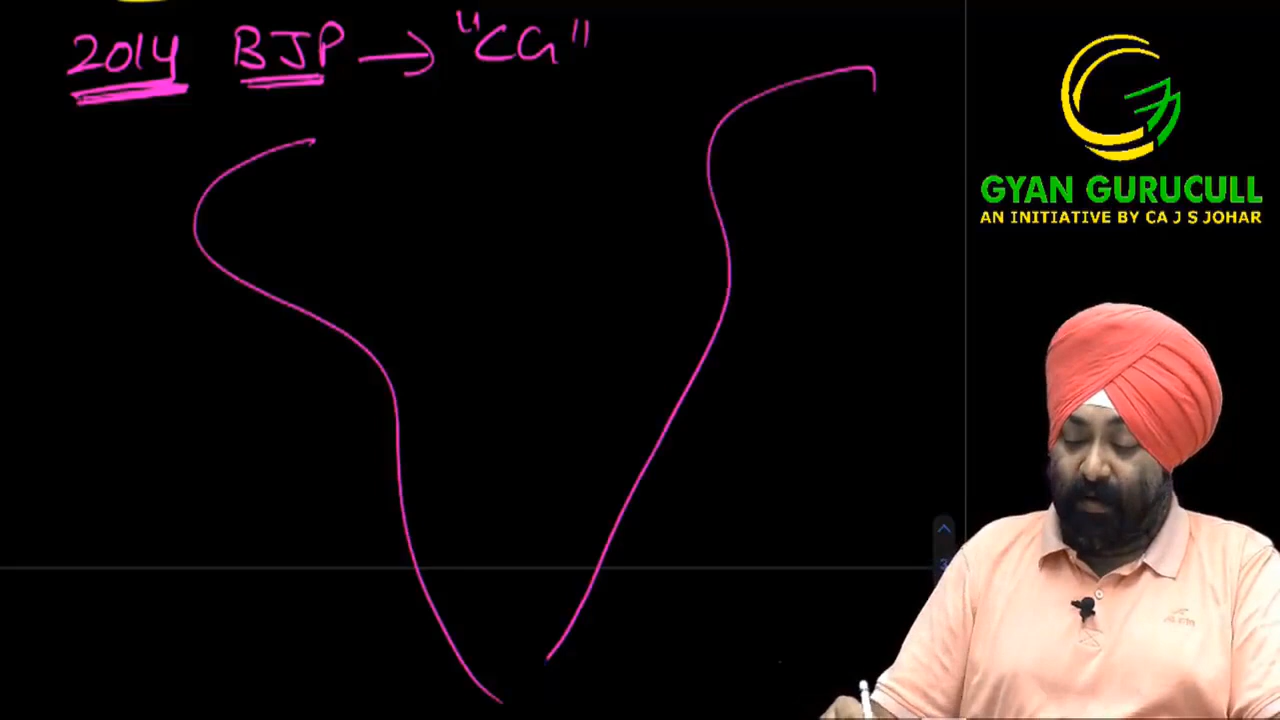 2014 BJP → "CG"
GYAN GURUCULL
AN INITIATIVE BY CA J S JOHAR